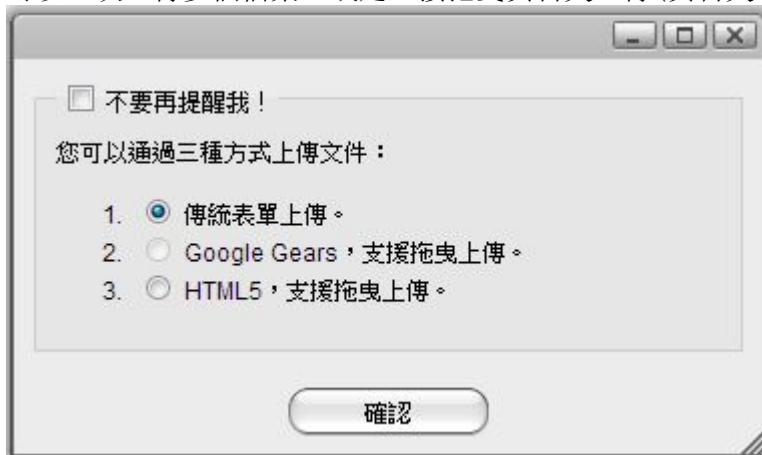 不要再提醒我！
您可以通過三種方式上傳文件：
1. 傳統表單上傳。
2. Google Gears，支援拖曳上傳。
3. HTML5，支援拖曳上傳。
確認